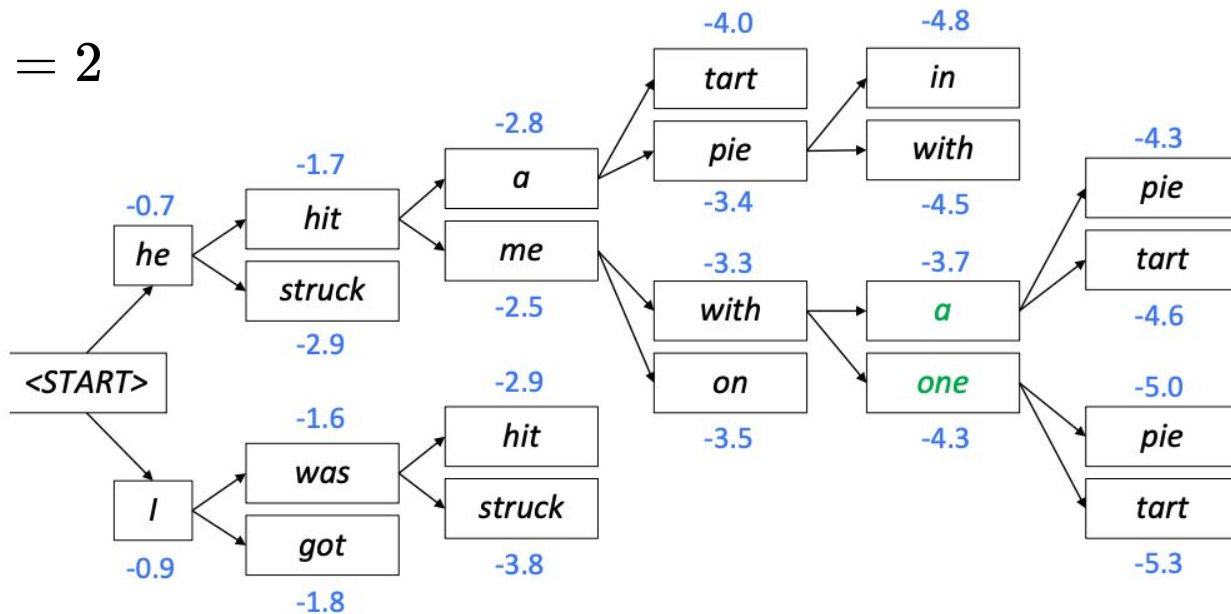 = 2
-0.7
he
<START>
I
-0.9
-1.7
hit
struck
-2.9
-1.6
was
got
-1.8
-2.8
a
me
-2.5
-2.9
hit
struck
-3.8
-4.0
tart
pie
-3.4
-3.3
with
on
-3.5
-4.8
in
with
-4.5
-3.7
a
one
-4.3
-4.3
pie
tart
-4.6
-5.0
pie
tart
-5.3